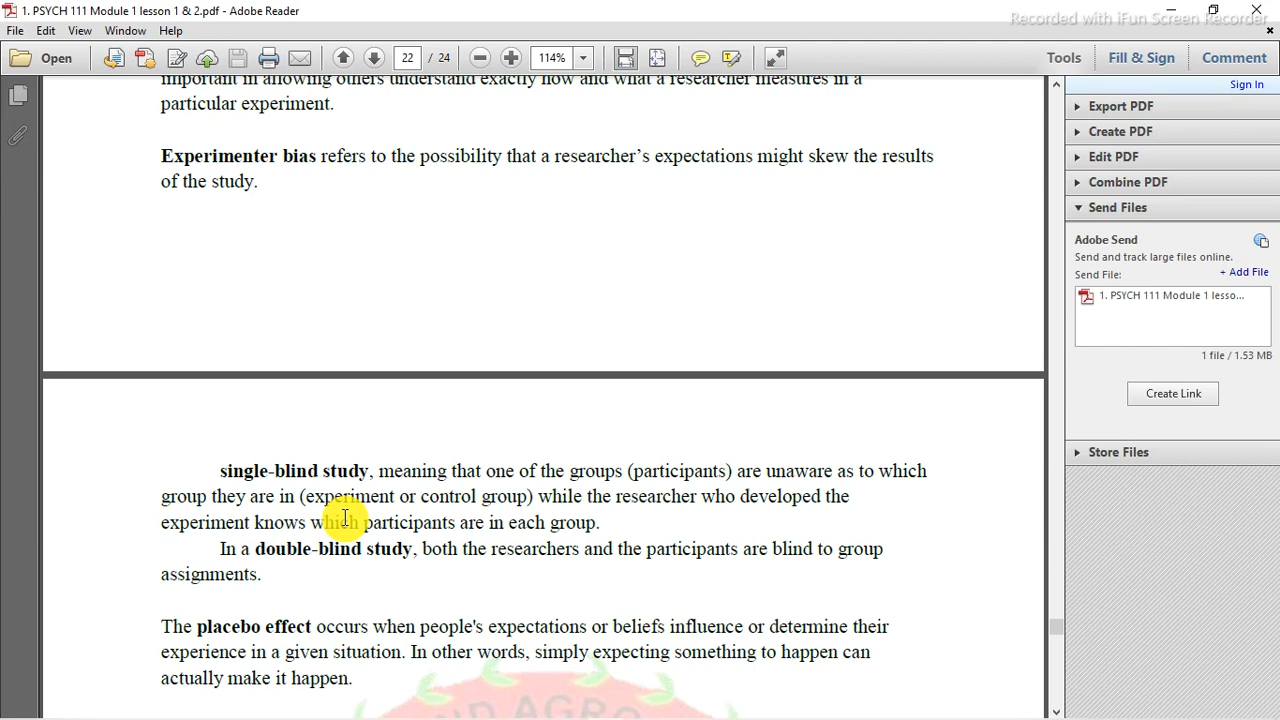 1. PSYCH 111 Module 1 lesson 1 & 2.pdf - Adobe Reader
Recorded with iFun Screen Recorder
File Edit View Window Help
Open 22 / 24 114% Tools Fill & Sign Comment
Sign In
important in allowing others understand exactly how and what a researcher measures in a
particular experiment.
Experimenter bias refers to the possibility that a researcher's expectations might skew the results
of the study.
single-blind study, meaning that one of the groups (participants) are unaware as to which
group they are in (experiment or control group) while the researcher who developed the
experiment knows which participants are in each group.
In a double-blind study, both the researchers and the participants are blind to group
assignments.
The placebo effect occurs when people's expectations or beliefs influence or determine their
experience in a given situation. In other words, simply expecting something to happen can
actually make it happen.
ND AGRO
Export PDF
Create PDF
Edit PDF
Combine PDF
Send Files
Adobe Send
Send and track large files online.
Send File:
+ Add File
1. PSYCH 111 Module 1 lesso...
1 file / 1.53 MB
Create Link
Store Files